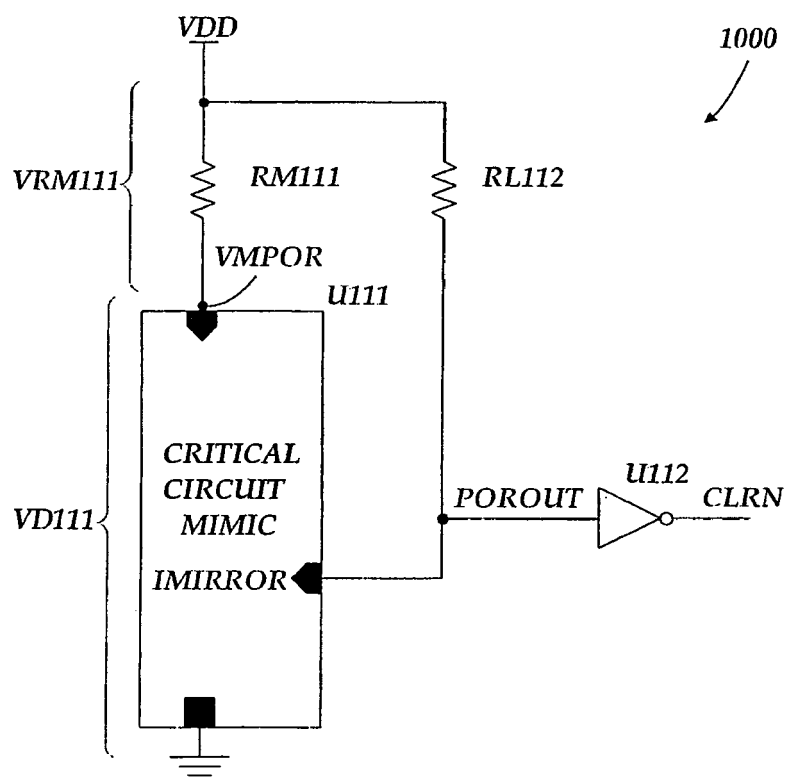 VDD
1000
VRM111
RM111
RL112
VMPOR
U111
CRITICAL
CIRCUIT
MIMIC
VD111
IMIRROR
POROUT
U112
CLRN